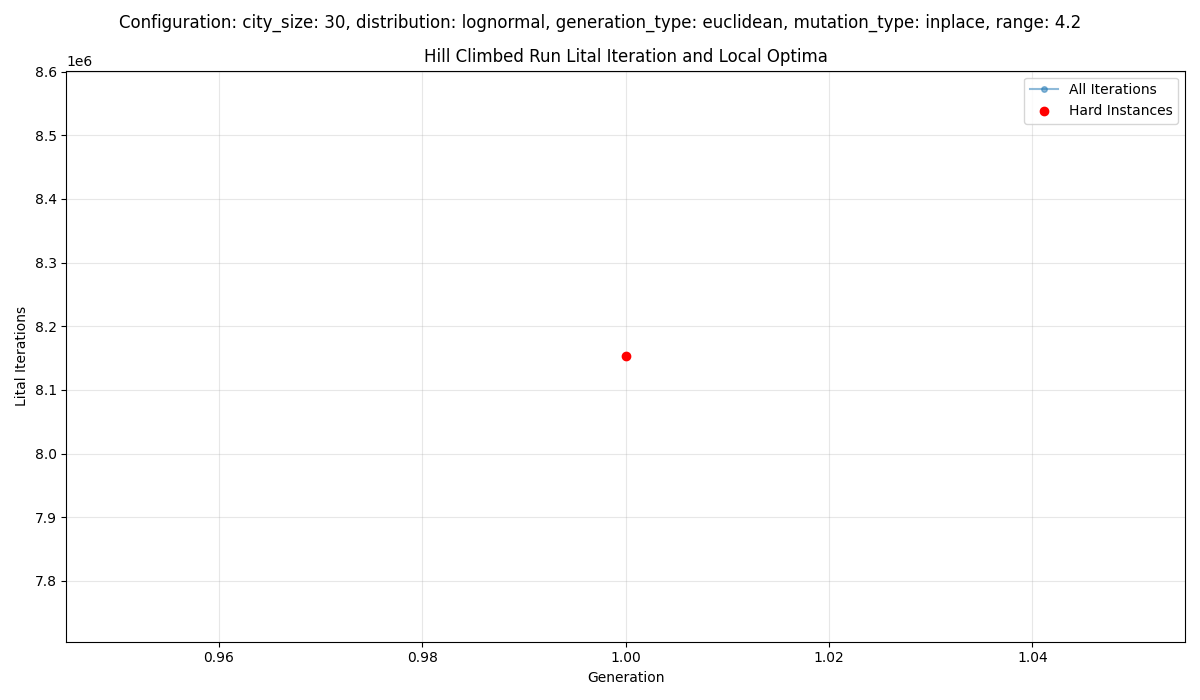 Configuration: city_size: 30, distribution: lognormal, generation_type: euclidean, mutation_type: inplace, range: 4.2
Hill Climbed Run Lital Iteration and Local Optima
1e6
8.6
8.5
8.4
8.3
8.2
8.1
8.0
7.9
7.8
Lital Iterations
All Iterations
Hard Instances
0.96 0.98 1.00 1.02 1.04
Generation